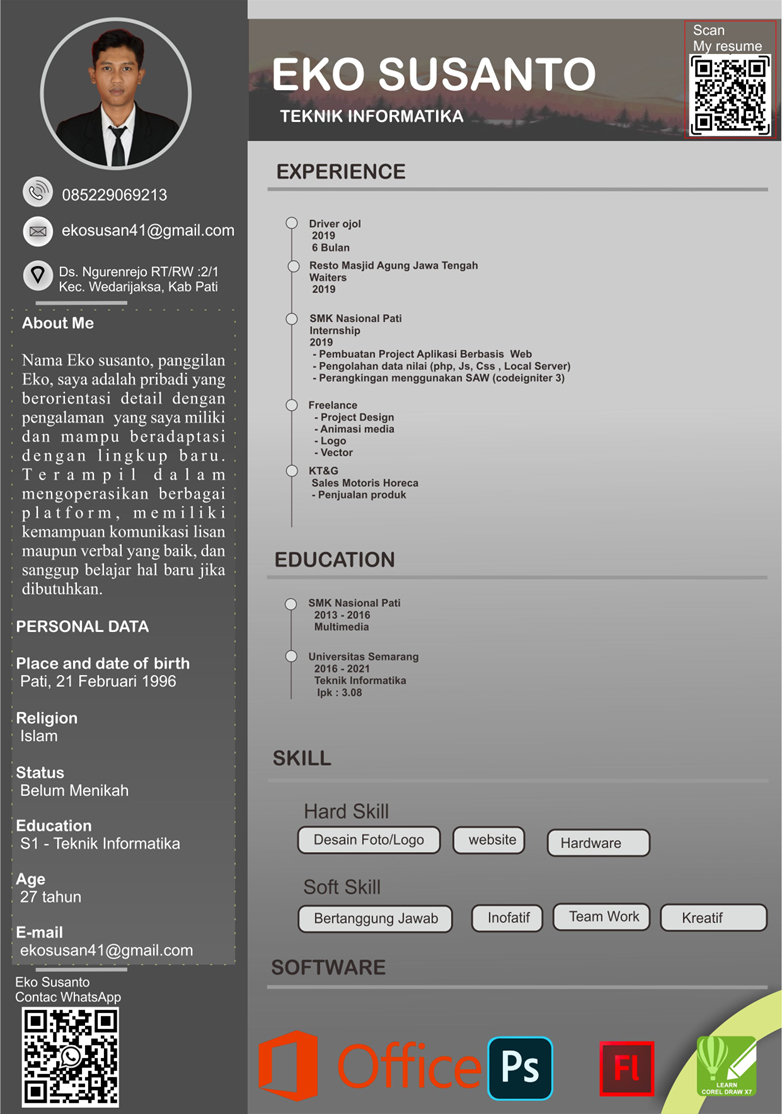 085229069213
ekosusan41@gmail.com
Ds. Ngurenrejo RT/RW :2/1
Kec. Wedarijaksa, Kab Pati
About Me
Nama Eko susanto, panggilan
Eko, saya adalah pribadi yang
berorientasi detail dengan
pengalaman yang saya miliki
dan mampu beradaptasi
dengan lingkup baru.
Terampil dalam
mengoperasikan berbagai
platform, memiliki
kemampuan komunikasi lisan
maupun verbal yang baik, dan
sanggup belajar hal baru jika
dibutuhkan.
PERSONAL DATA
Place and date of birth
Pati, 21 Februari 1996
Religion
Islam
Status
Belum Menikah
Education
S1 - Teknik Informatika
Age
27 tahun
E-mail
ekosusan41@gmail.com
Eko Susanto
Contac WhatsApp
EKO SUSANTO
TEKNIK INFORMATIKA
Scan
My resume
EXPERIENCE
Driver ojol
2019
6 Bulan
Resto Masjid Agung Jawa Tengah
Waiters
2019
SMK Nasional Pati
Internship
2019
- Pembuatan Project Aplikasi Berbasis Web
- Pengolahan data nilai (php, Js, Css , Local Server)
- Perangkingan menggunakan SAW (codeigniter 3)
Freelance
- Project Design
- Animasi media
- Logo
- Vector
KT&G
Sales Motoris Horeca
- Penjualan produk
EDUCATION
SMK Nasional Pati
2013 - 2016
Multimedia
Universitas Semarang
2016 - 2021
Teknik Informatika
Ipk : 3.08
SKILL
Hard Skill
Desain Foto/Logo
website
Hardware
Soft Skill
Bertanggung Jawab
Inofatif
Team Work
Kreatif
SOFTWARE
Office
Ps
FL
LEARN
COREL DRAW X7